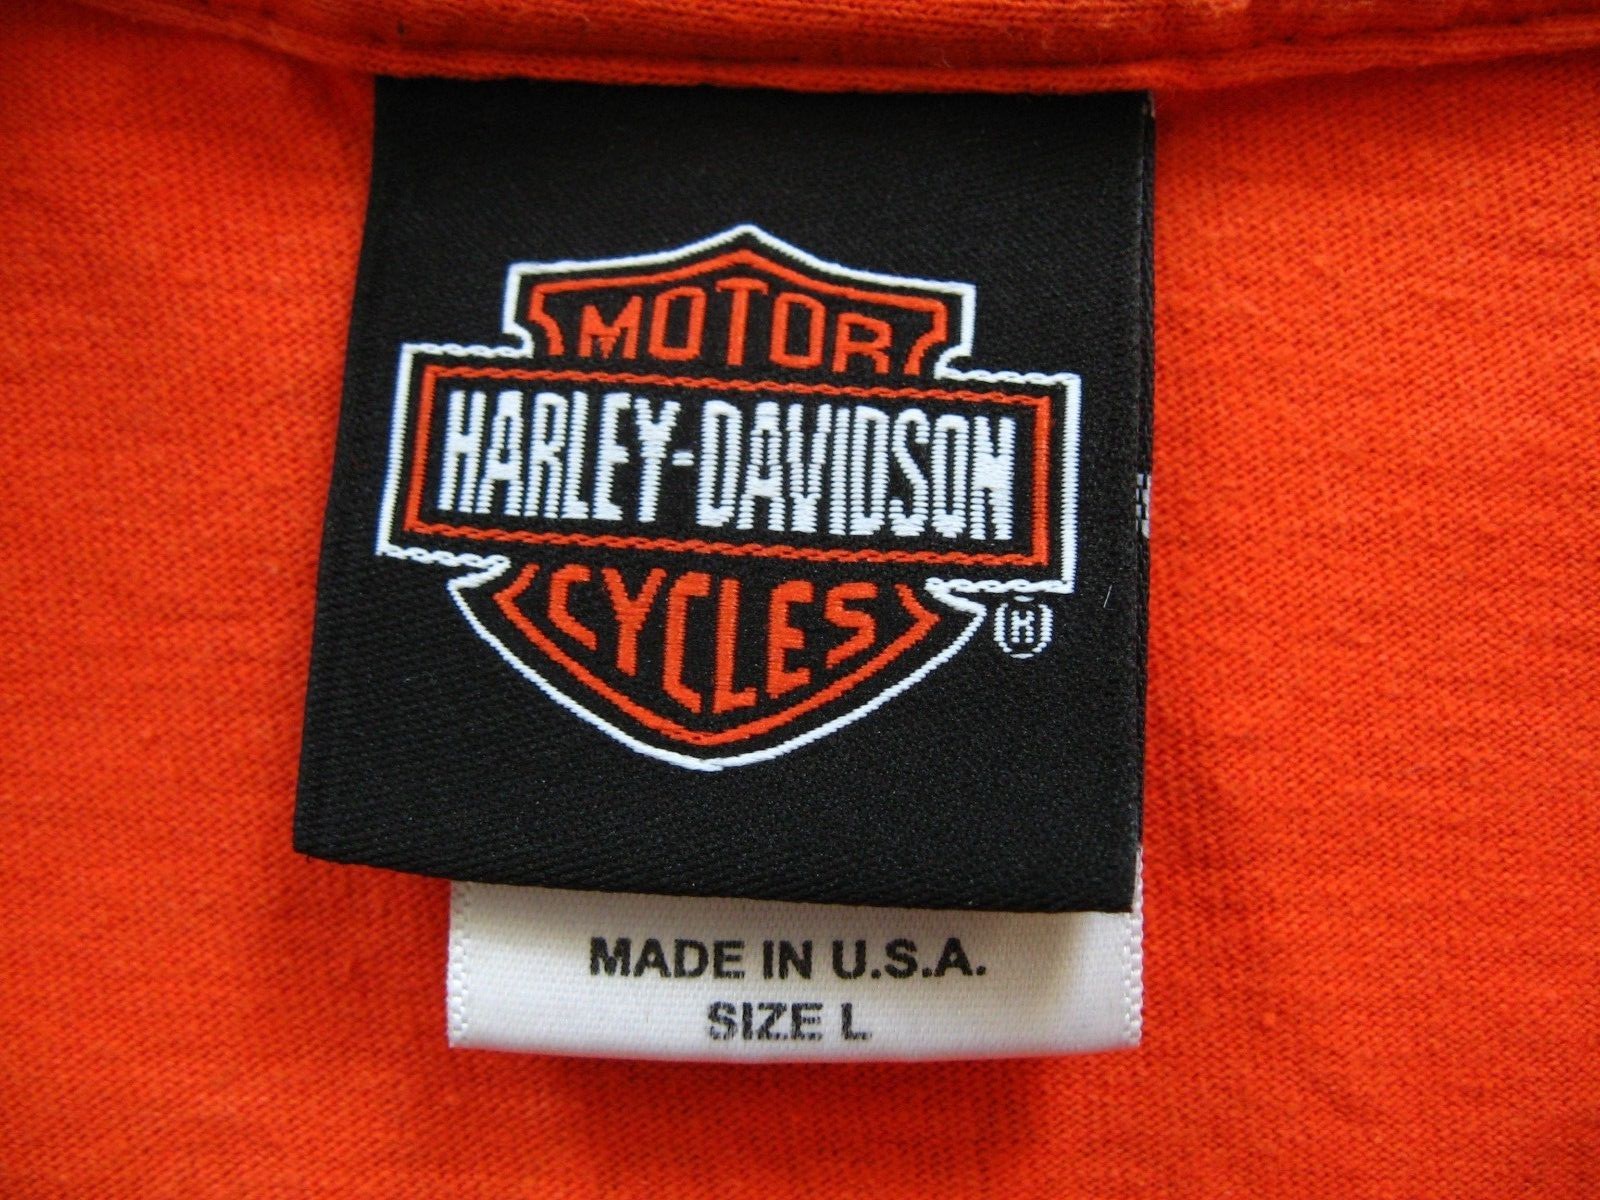 MOTOR
HARLEY-DAVIDSON
CYCLES
®
MADE IN U.S.A.
SIZE L